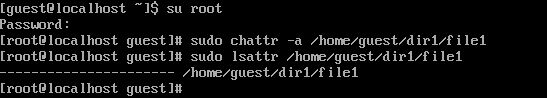 [guest@localhost ~]$ su root
Password:
[root@localhost guest]# sudo chattr -a /home/guest/dir1/file1
[root@localhost guest]# sudo lsattr /home/guest/dir1/file1
---------------------- /home/guest/dir1/file1
[root@localhost guest]#